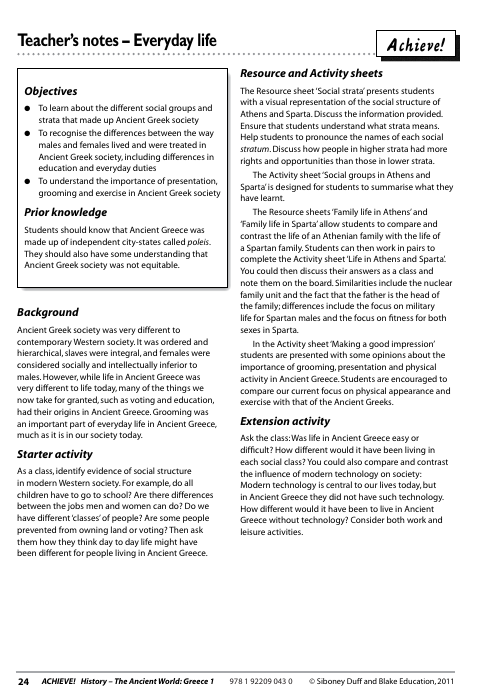 Teacher's notes – Everyday life
Achieve!
Objectives
● To learn about the different social groups and
strata that made up Ancient Greek society
● To recognise the differences between the way
males and females lived and were treated in
Ancient Greek society, including differences in
education and everyday duties
● To understand the importance of presentation,
grooming and exercise in Ancient Greek society
Prior knowledge
Students should know that Ancient Greece was
made up of independent city-states called poleis.
They should also have some understanding that
Ancient Greek society was not equitable.
Background
Ancient Greek society was very different to
contemporary Western society. It was ordered and
hierarchical, slaves were integral, and females were
considered socially and intellectually inferior to
males. However, while life in Ancient Greece was
very different to life today, many of the things we
now take for granted, such as voting and education,
had their origins in Ancient Greece. Grooming was
an important part of everyday life in Ancient Greece,
much as it is in our society today.
Starter activity
As a class, identify evidence of social structure
in modern Western society. For example, do all
children have to go to school? Are there differences
between the jobs men and women can do? Do we
have different 'classes' of people? Are some people
prevented from owning land or voting? Then ask
them how they think day to day life might have
been different for people living in Ancient Greece.
Resource and Activity sheets
The Resource sheet 'Social strata' presents students
with a visual representation of the social structure of
Athens and Sparta. Discuss the information provided.
Ensure that students understand what strata means.
Help students to pronounce the names of each social
stratum. Discuss how people in higher strata had more
rights and opportunities than those in lower strata.
The Activity sheet 'Social groups in Athens and
Sparta' is designed for students to summarise what they
have learnt.
The Resource sheets 'Family life in Athens' and
'Family life in Sparta' allow students to compare and
contrast the life of an Athenian family with the life of
a Spartan family. Students can then work in pairs to
complete the Activity sheet 'Life in Athens and Sparta'.
You could then discuss their answers as a class and
note them on the board. Similarities include the nuclear
family unit and the fact that the father is the head of
the family; differences include the focus on military
life for Spartan males and the focus on fitness for both
sexes in Sparta.
In the Activity sheet 'Making a good impression'
students are presented with some opinions about the
importance of grooming, presentation and physical
activity in Ancient Greece. Students are encouraged to
compare our current focus on physical appearance and
exercise with that of the Ancient Greeks.
Extension activity
Ask the class: Was life in Ancient Greece easy or
difficult? How different would it have been living in
each social class? You could also compare and contrast
the influence of modern technology on society:
Modern technology is central to our lives today, but
in Ancient Greece they did not have such technology.
How different would it have been to live in Ancient
Greece without technology? Consider both work and
leisure activities.
24 ACHIEVE! History – The Ancient World: Greece 1 978 1 92209 043 0 © Siboney Duff and Blake Education, 2011